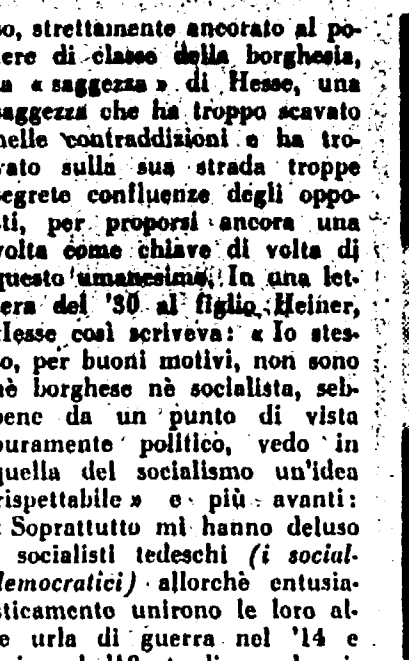 so, strettamente ancorato al po-
tere di classe della borghesia,
la « saggezza » di Hesse, una
saggezza che ha troppo scavato
nelle contraddizioni e ha tro-
vato sulla sua strada troppe
segrete confluenze degli oppo-
sti, per proporsi ancora una
volta come chiave di volta di
questo umanesimo. In una let-
tera del '30 al figlio Heiner,
Hesse così scriveva: « Io stes-
so, per buoni motivi, non sono
nè borghese nè socialista, seb-
bene da un punto di vista
puramente politico, vedo in
quella del socialismo un'idea
rispettabile » e più avanti:
« Soprattutto mi hanno deluso
i socialisti tedeschi (i social-
democratici) allorchè entusia-
sticamente unirono le loro al-
te urla di guerra nel '14 e